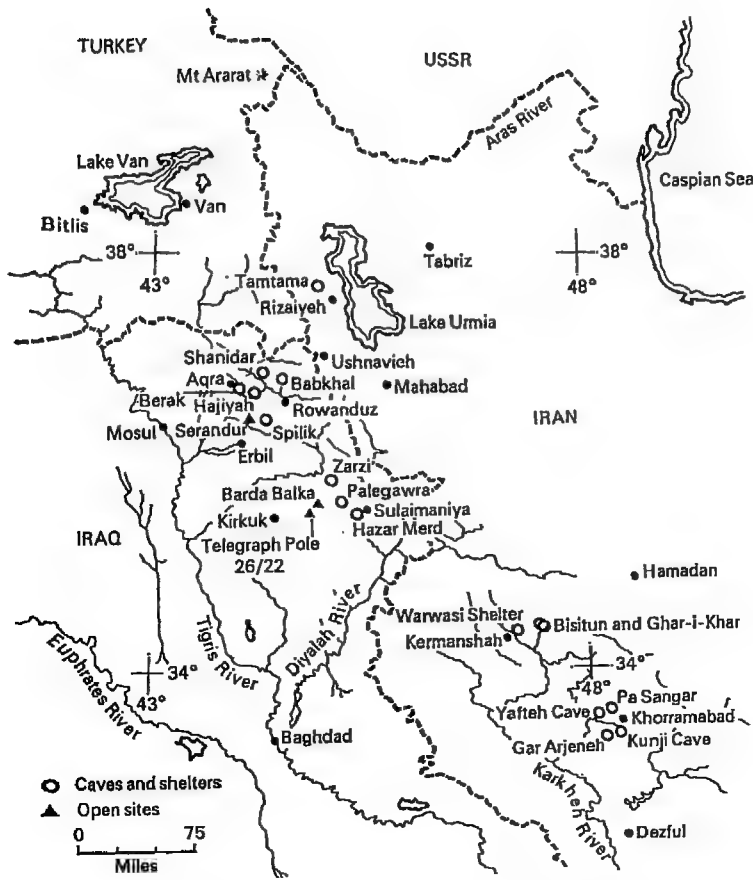 TURKEY
USSR
Mt Ararat
Aras River
Lake Van
Caspian Sea
Van
Bitlis
Tabriz
38°
43°
38°
48°
Tamtama
Rizaiyeh
Lake Urmia
Shanidar
Ushnavieh
Aqra
Babkhal
Mahabad
Berak
Hajiyah
Rowanduz
IRAN
Mosul
Serandur
Spilik
Erbil
Zarzi
Barda Balka
Palegawra
Sulaimaniya
Kirkuk
Hazar Merd
IRAQ
Telegraph Pole
26/22
Hamadan
Diyalah River
Warwasi Shelter
Bisitun and Ghar-i-Khar
Tigris River
Kermanshah
Euphrates River
34°
43°
34°
48°
Pa Sangar
Yafteh Cave
Khorramabad
Baghdad
Gar Arjeneh
Kunji Cave
Karkheh River
Caves and shelters
Open sites
0 75
Miles
Dezful